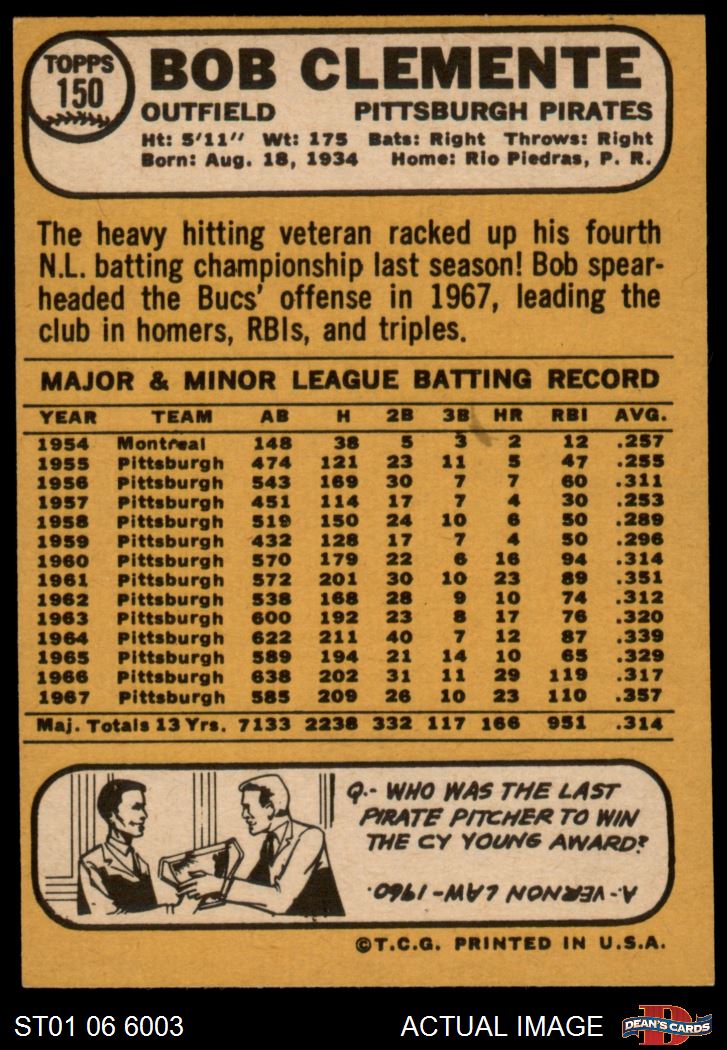 TOPPS
150
BOB CLEMENTE
OUTFIELD PITTSBURGH PIRATES
Ht: 5'11" Wt: 175 Bats: Right Throws: Right
Born: Aug. 18, 1934 Home: Rio Piedras, P. R.
The heavy hitting veteran racked up his fourth
N.L. batting championship last season! Bob spear-
headed the Bucs' offense in 1967, leading the
club in homers, RBIs, and triples.
MAJOR & MINOR LEAGUE BATTING RECORD
YEAR TEAM AB H 2B 3B HR RBI AVG.
1954 Montreal 148 38 5 3 2 12 .257
1955 Pittsburgh 474 121 23 11 5 47 .255
1956 Pittsburgh 543 169 30 7 7 60 .311
1957 Pittsburgh 451 114 17 7 4 30 .253
1958 Pittsburgh 519 150 24 10 6 50 .289
1959 Pittsburgh 432 128 17 7 4 50 .296
1960 Pittsburgh 570 179 22 6 16 94 .314
1961 Pittsburgh 572 201 30 10 23 89 .351
1962 Pittsburgh 538 168 28 9 10 74 .312
1963 Pittsburgh 600 192 23 8 17 76 .320
1964 Pittsburgh 622 211 40 7 12 87 .339
1965 Pittsburgh 589 194 21 14 10 65 .329
1966 Pittsburgh 638 202 31 11 29 119 .317
1967 Pittsburgh 585 209 26 10 23 110 .357
Maj. Totals 13 Yrs. 7133 2238 332 117 166 951 .314
Q.- WHO WAS THE LAST
PIRATE PITCHER TO WIN
THE CY YOUNG AWARD?
A.-VERNON LAW-1960.
©T.C.G. PRINTED IN U.S.A.
ST01 06 6003 ACTUAL IMAGE
D
DEAN'S CARDS